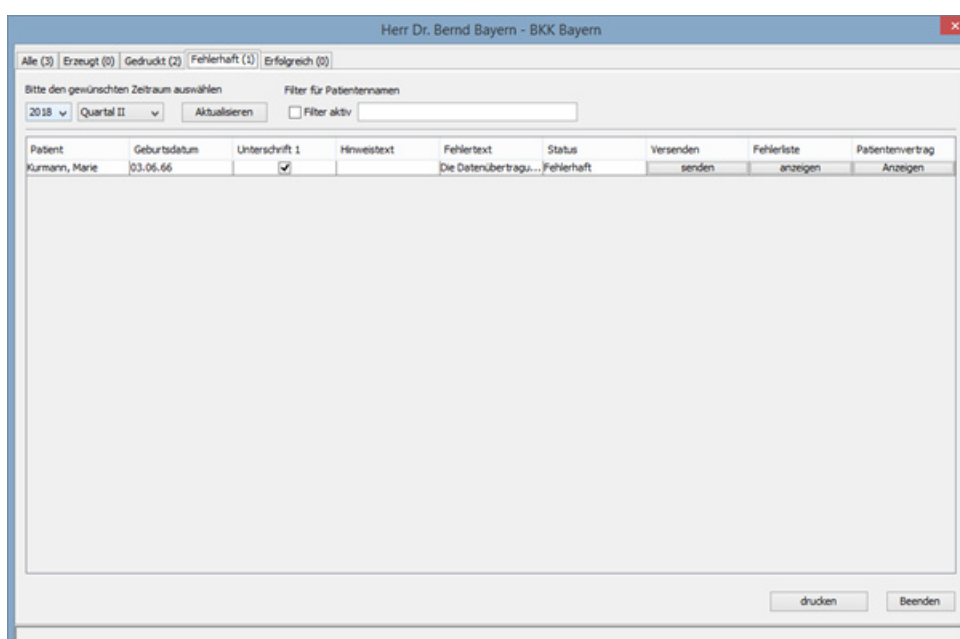 Herr Dr. Bernd Bayern - BKK Bayern
Alle (3) Erzeugt (0) Gedruckt (2) Fehlerhaft (1) Erfolgreich (0)
Bitte den gewünschten Zeitraum auswählen Filter für Patientennamen
2018 Quartal II Aktualisieren Filter aktiv
Patient Geburtsdatum Unterschrift 1 Hinweistext Fehlertext Status Versenden Fehlerliste Patientenvertrag
Kurmann, Marie 03.06.66 Die Datenübertragu... Fehlerhaft senden anzeigen Anzeigen
drucken Beenden